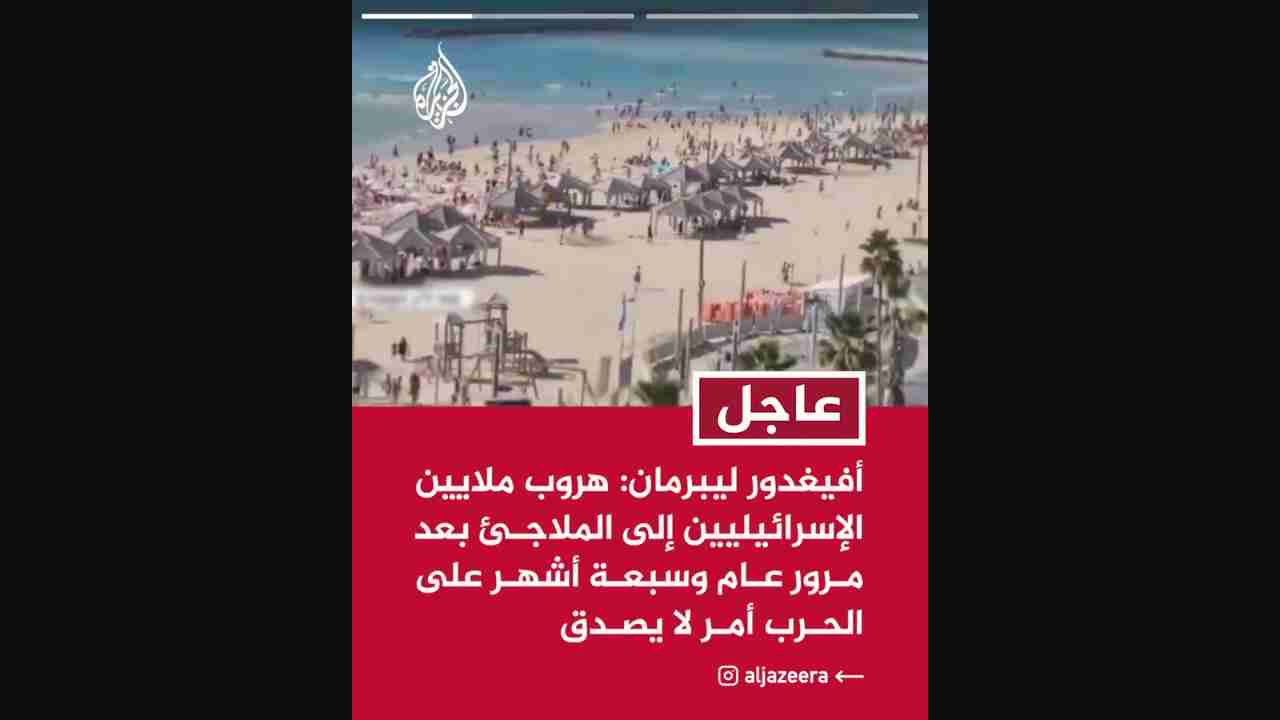 الجزيرة
عاجل
أفيغدور ليبرمان: هروب ملايين
الإسرائيليين إلى الملاجئ بعد
مرور عام وسبعة أشهر على
الحرب أمر لا يصدق
aljazeera